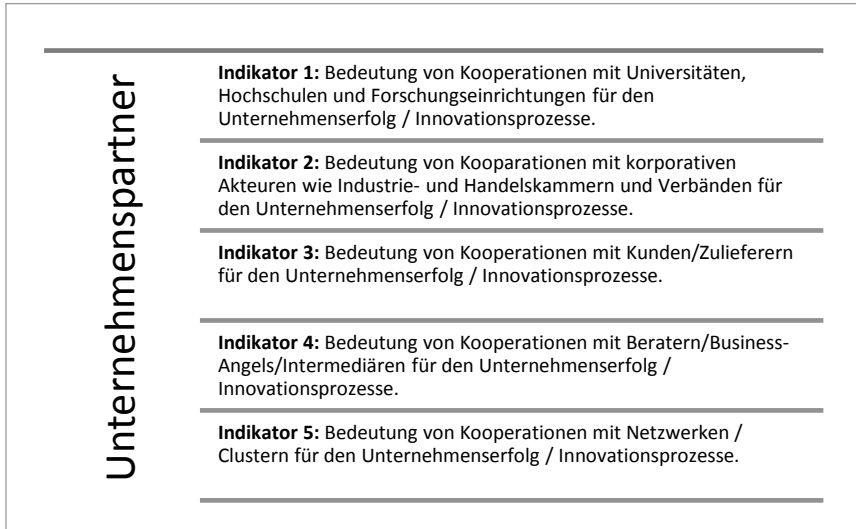 Unternehmenspartner
Indikator 1: Bedeutung von Kooperationen mit Universitäten,
Hochschulen und Forschungseinrichtungen für den
Unternehmenserfolg / Innovationsprozesse.
Indikator 2: Bedeutung von Kooparationen mit korporativen
Akteuren wie Industrie- und Handelskammern und Verbänden für
den Unternehmenserfolg / Innovationsprozesse.
Indikator 3: Bedeutung von Kooperationen mit Kunden/Zulieferern
für den Unternehmenserfolg / Innovationsprozesse.
Indikator 4: Bedeutung von Kooperationen mit Beratern/Business-
Angels/Intermediären für den Unternehmenserfolg /
Innovationsprozesse.
Indikator 5: Bedeutung von Kooperationen mit Netzwerken /
Clustern für den Unternehmenserfolg / Innovationsprozesse.